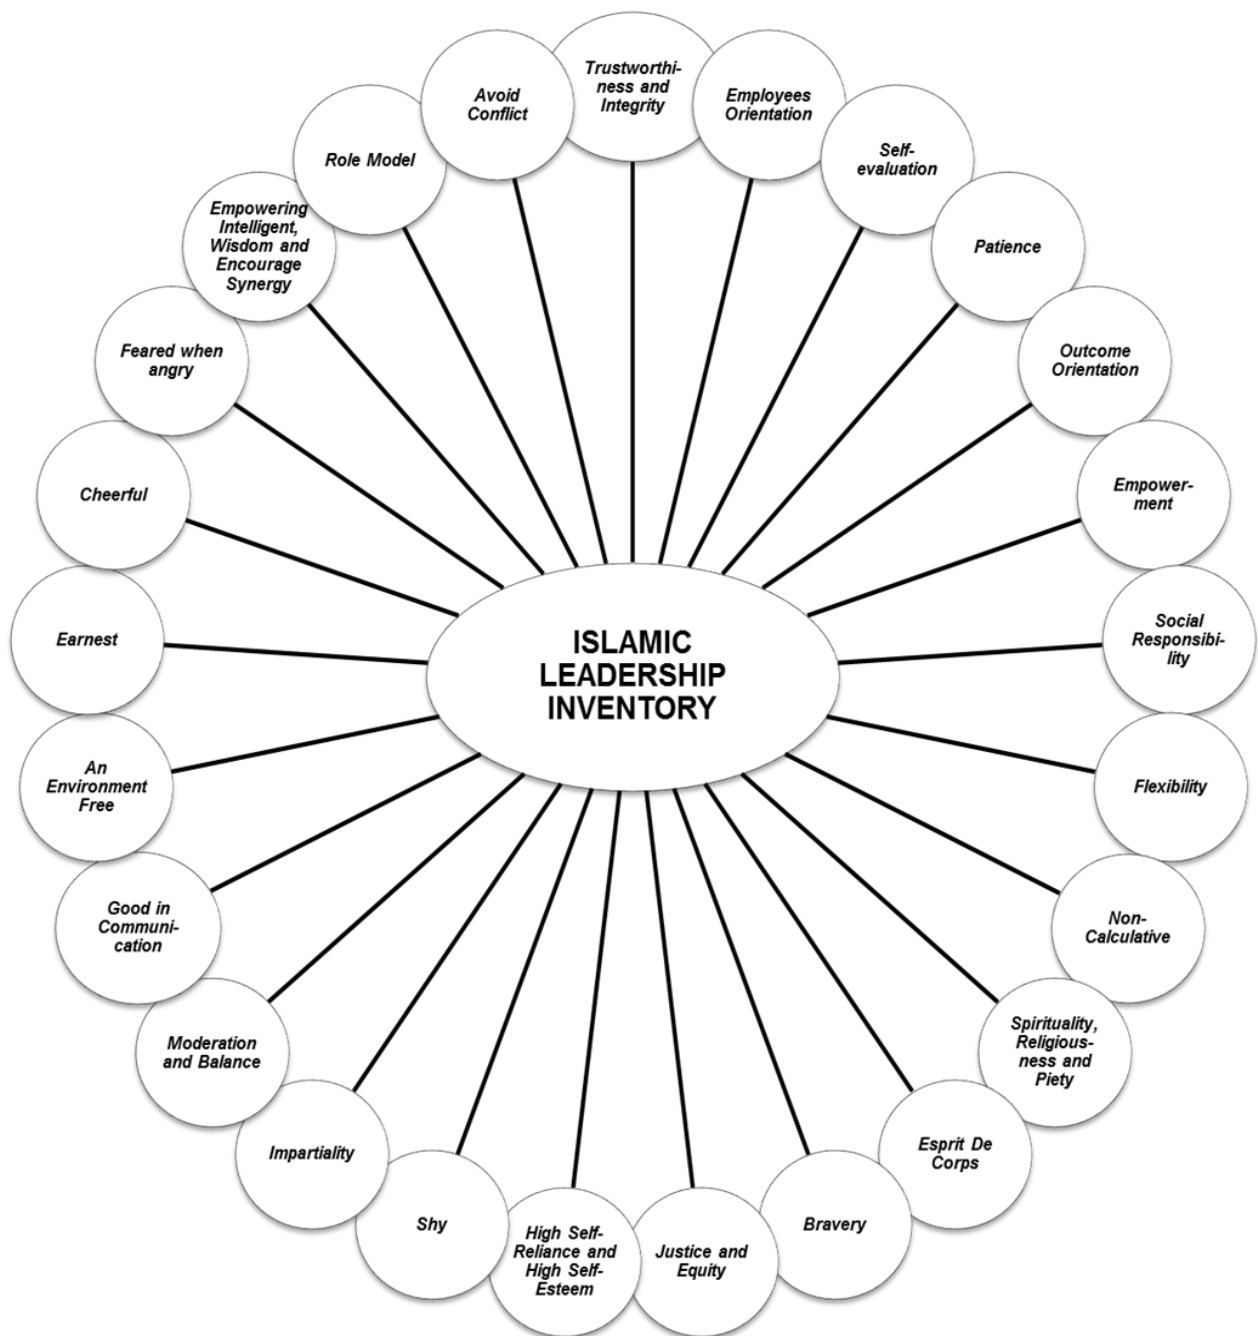 Trustworthi-
ness and
Integrity
Employees
Orientation
Self-
evaluation
Patience
Outcome
Orientation
Empower-
ment
Social
Responsibi-
lity
Flexibility
Non-
Calculative
Spirituality,
Religious-
ness and
Piety
Esprit De
Corps
Bravery
Justice and
Equity
High Self-
Reliance and
High Self-
Esteem
Shy
Impartiality
Moderation
and Balance
Good in
Communi-
cation
An
Environment
Free
Earnest
Cheerful
Feared when
angry
Empowering
Intelligent,
Wisdom and
Encourage
Synergy
Role Model
Avoid
Conflict
ISLAMIC
LEADERSHIP
INVENTORY